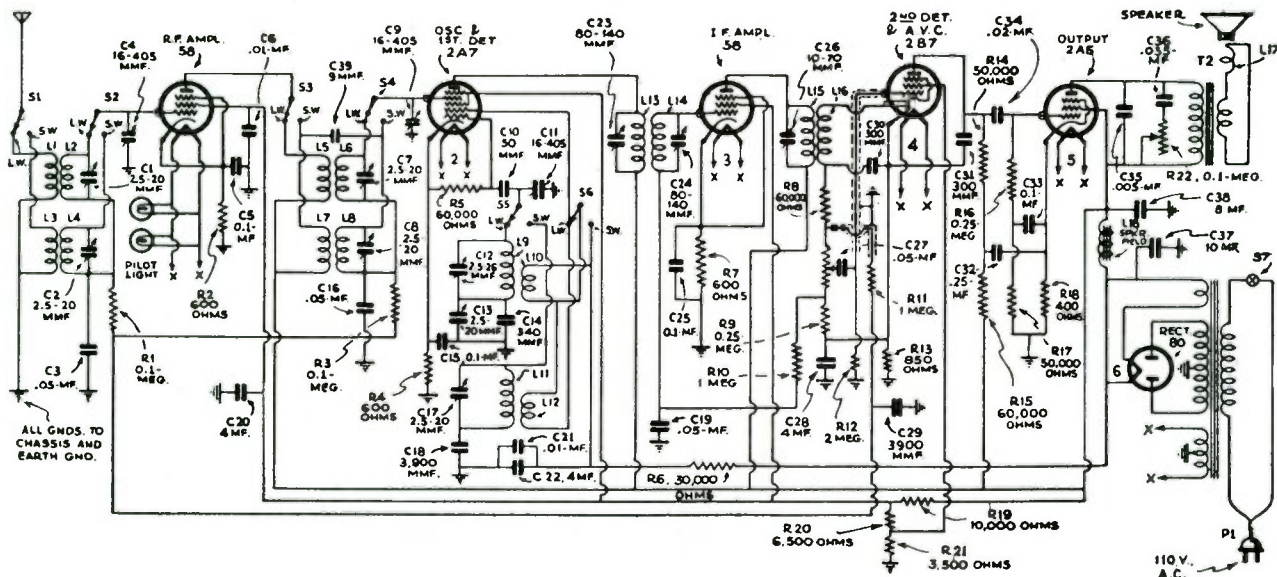 C4
16-405
MMF.
R.F. AMPL.
58
C6
.01-MF.
C9
16-405
MMF.
C39
9 MMF.
OSC &
1ST. DET.
2A7
C23
80-140
MMF.
I.F. AMPL.
58
C26
10-70
MMF.
2ND DET.
& A.V.C.
2B7
C34
.02-MF.
R14
50,000
OHMS
OUTPUT
2A5
SPEAKER
C36
T2
L17
S1
L.W.
S.W.
L1
L2
L.W.
S2
S.W.
C1
2.5-20
MMF.
L3
L4
C2
2.5-20
MMF
C3
.05-MF.
R1
0.1-
MEG.
ALL GNDS. TO
CHASSIS AND
EARTH GND.
PILOT
LIGHT
X
X
R2
600
OHMS
C5
0.1-
MF
C20
4 MF.
S3
L.W.
S.W.
S4
L.W.
S.W.
L5
L6
C7
2.5-20
MMF
L7
L8
C8
2.5
20
MMF.
C16
.05-MF.
R3
0.1-
MEG.
2
X
X
R5
60,000
OHMS
C10
50
MMF
C11
16-405
MMF.
S5
L.W.
S.W.
S6
L.W.
S.W.
L9
L10
C12
MMF.
C13
2.5-
20MMF.
C14
340
MMF
C15
0.1-MF.
R4
600
OHMS
L11
L12
C17
2.5-20
MMF.
C18
3,900
MMF.
C21
.01-MF.
C22, 4 MF.
L13
L14
C24
80-
140
MMF.
3
X
X
R7
600
OHMS
C25
0.1-MF.
C19
.05-MF.
R6, 30,000
OHMS
L15
L16
R8
60,000
OHMS
C30
300
MMF
4
X
X
C27
.05-MF.
R9
0.25
MEG.
R10
1 MEG
R11
1 MEG.
R13
850
OHMS
C28
4 MF.
R12
2 MEG.
C29
3900
MMF
R20
6,500 OHMS
R21
3,500 OHMS
R19
10,000 OHMS
C31
300
MMF
R16
0.25
MEG
C33
0.1-
MF
C32
.25-
MF
R18
400
OHMS
R17
50,000
OHMS
R15
60,000
OHMS
5
X
X
C35
.005-MF.
R22, 0.1-MEG.
C38
8 MF.
L18
SPKR
FIELD
C37
10 MF.
RECT
80
6
X
X
S7
P1
110 V.
A.C.